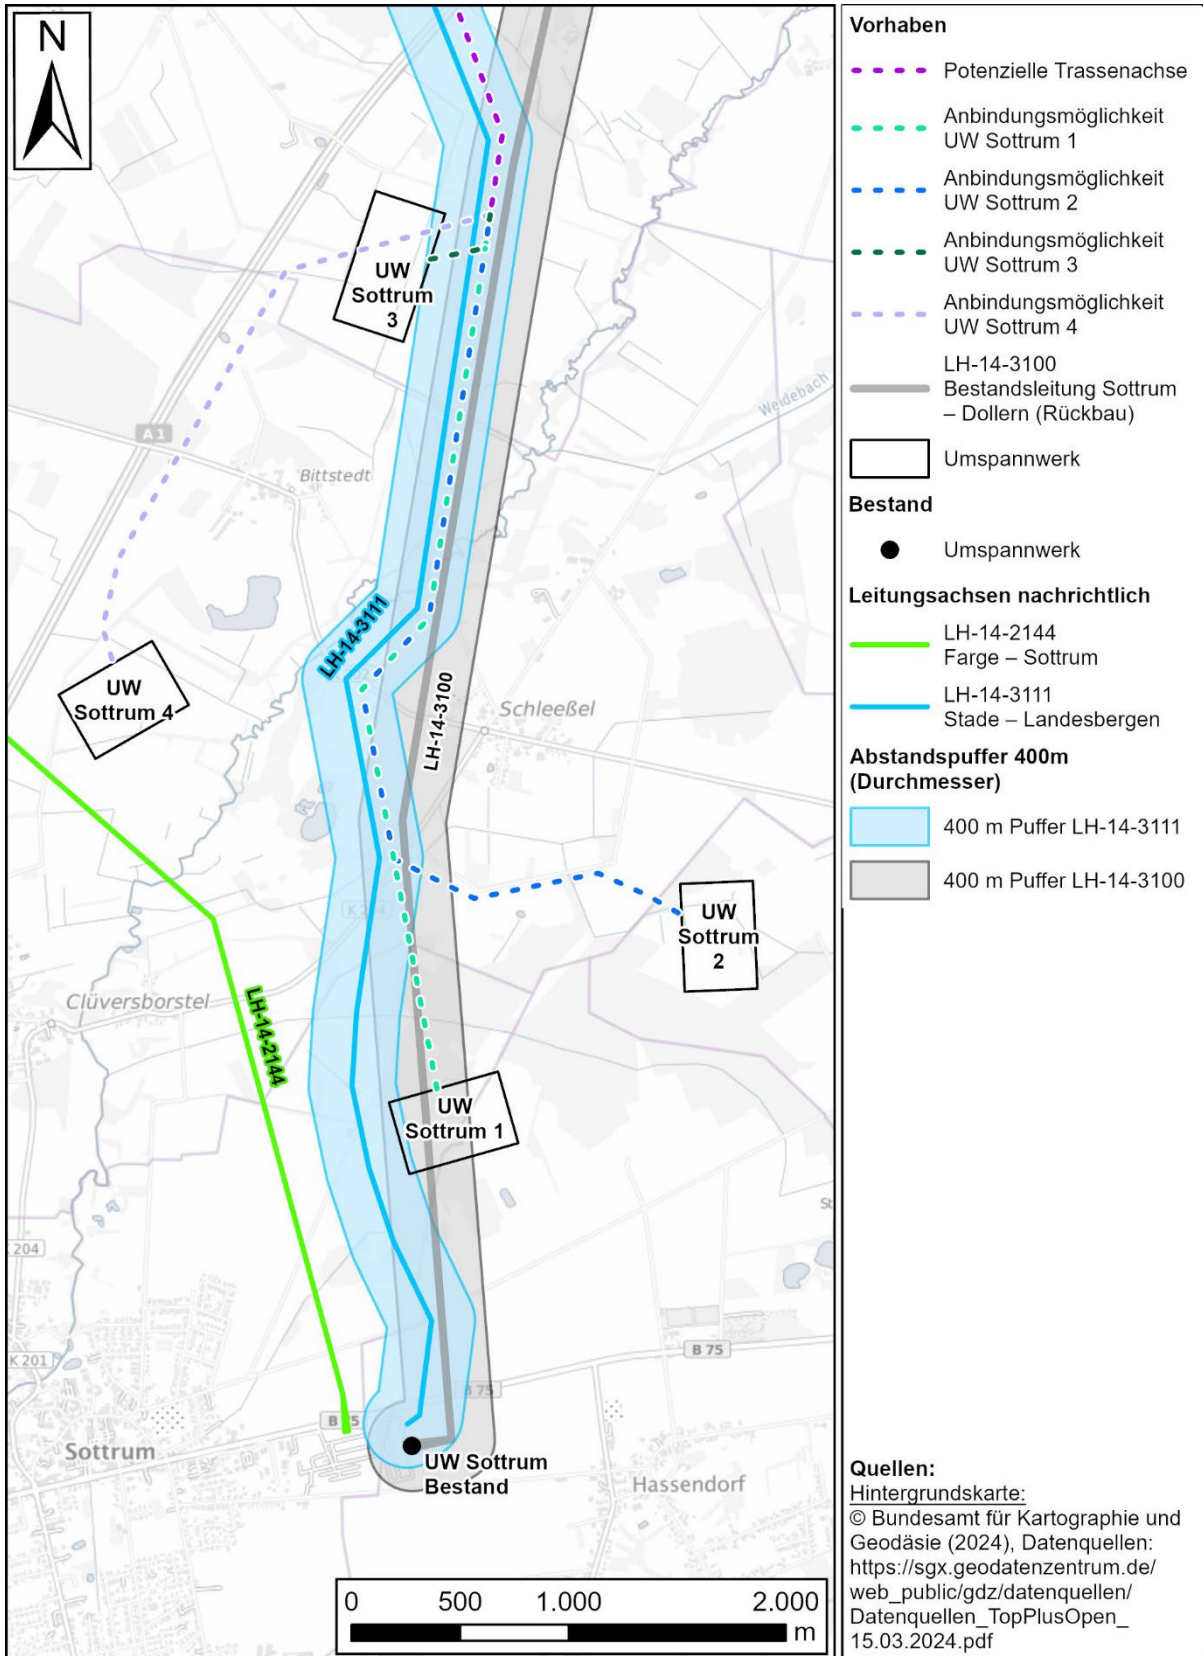 N
UW
Sottrum
3
A 1
Bittstedt
Weidebach
LH-14-3111
LH-14-3100
Schleeßel
UW
Sottrum 4
UW
Sottrum
2
Clüversborstel
LH-14-2144
UW
Sottrum 1
K 204
K 201
B 75
B 75
Sottrum
UW Sottrum
Bestand
Hassendorf
0 500 1.000 2.000
m
Vorhaben
Potenzielle Trassenachse
Anbindungsmöglichkeit
UW Sottrum 1
Anbindungsmöglichkeit
UW Sottrum 2
Anbindungsmöglichkeit
UW Sottrum 3
Anbindungsmöglichkeit
UW Sottrum 4
LH-14-3100
Bestandsleitung Sottrum
– Dollern (Rückbau)
Umspannwerk
Bestand
Umspannwerk
Leitungsachsen nachrichtlich
LH-14-2144
Farge – Sottrum
LH-14-3111
Stade – Landesbergen
Abstandspuffer 400m
(Durchmesser)
400 m Puffer LH-14-3111
400 m Puffer LH-14-3100
Quellen:
Hintergrundskarte:
© Bundesamt für Kartographie und
Geodäsie (2024), Datenquellen:
https://sgx.geodatenzentrum.de/
web_public/gdz/datenquellen/
Datenquellen_TopPlusOpen_
15.03.2024.pdf